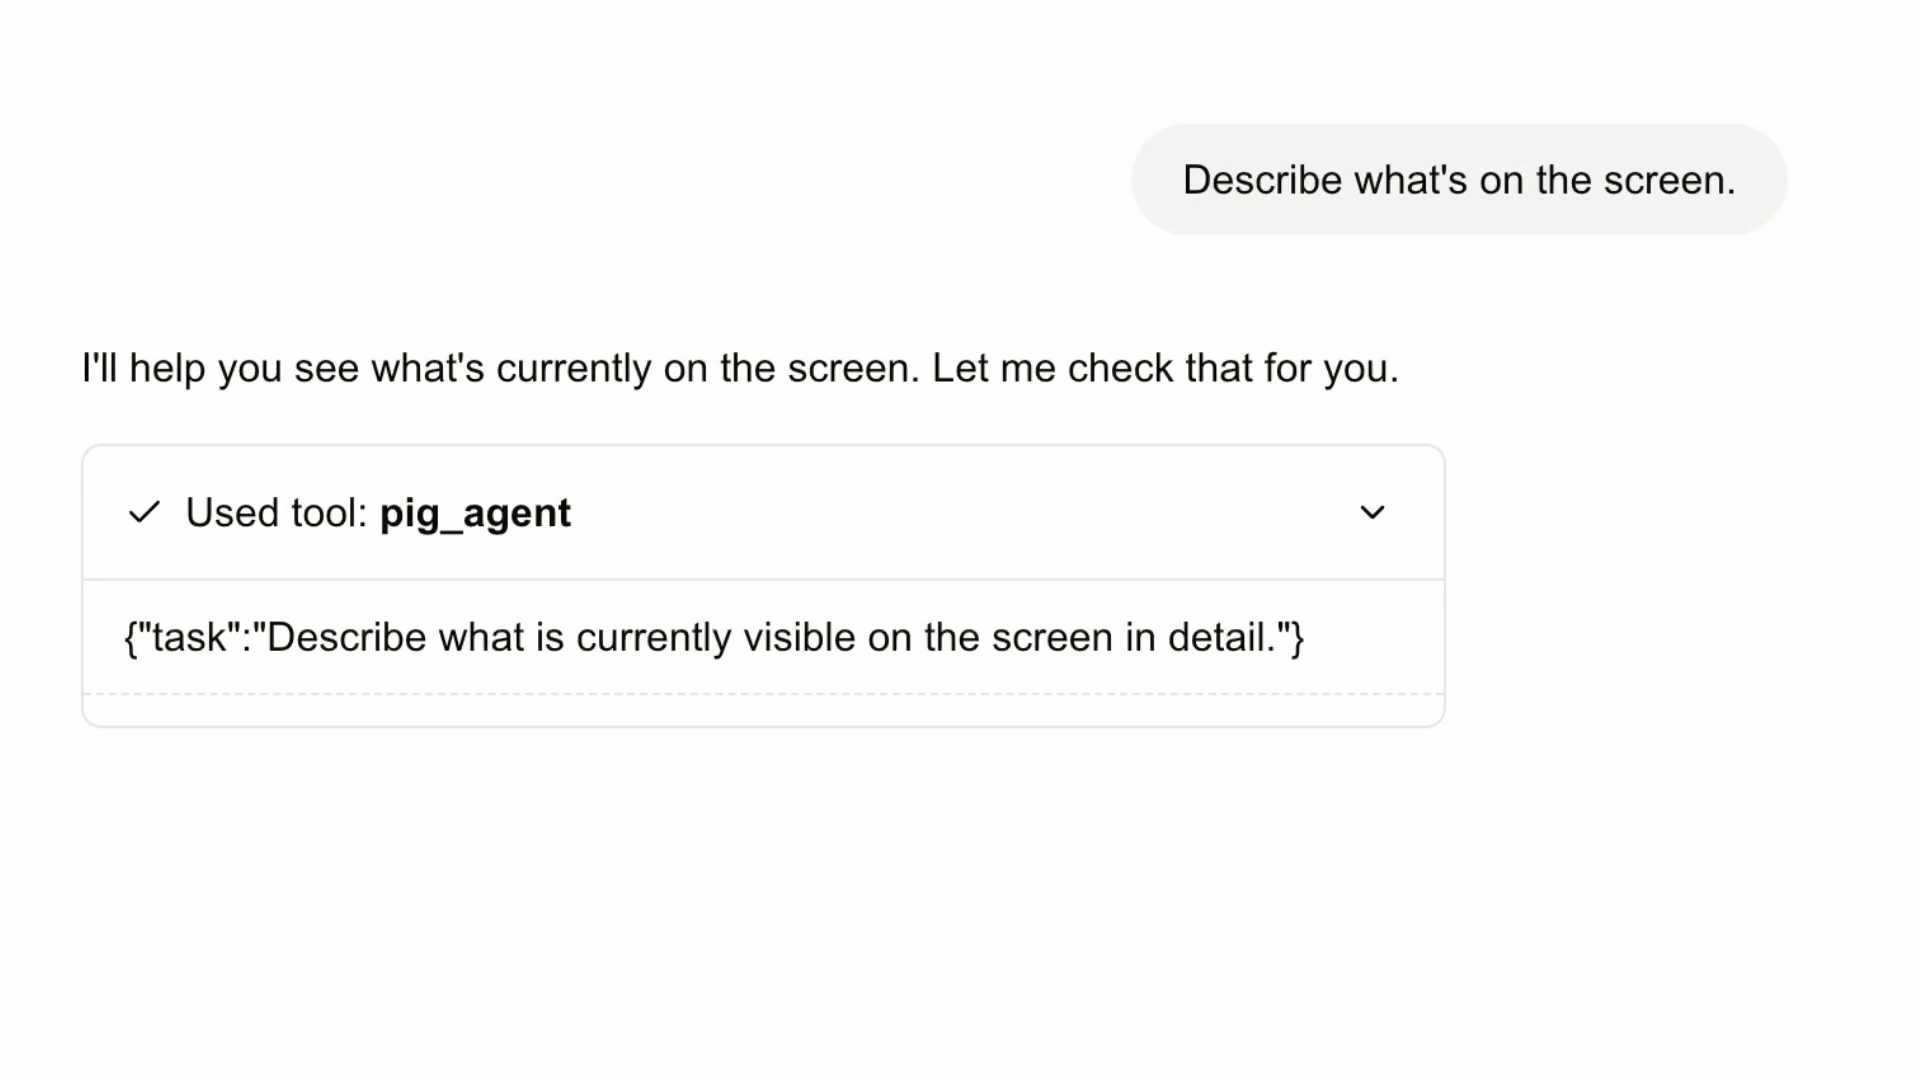 Describe what's on the screen.
I'll help you see what's currently on the screen. Let me check that for you.
Used tool: pig_agent
{"task":"Describe what is currently visible on the screen in detail."}